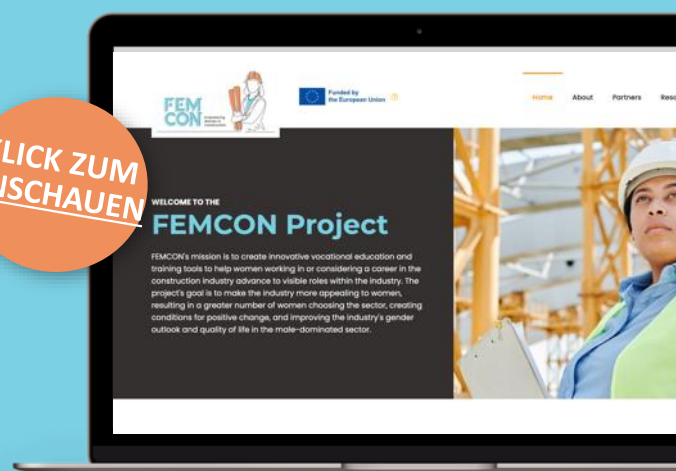 FEM
CON
Funded by
the European Union
Home About Partners
WELCOME TO THE
FEMCON Project
FEMCON's mission is to create innovative vocational education and
training tools to help women working in or considering a career in the
construction industry advance to visible roles within the industry. The
project's goal is to make the industry more appealing to women,
resulting in a greater number of women choosing the sector, creating
conditions for positive change, and improving the industry's gender
outlook and quality of life in the male-dominated sector.
LICK ZUM
NSCHAUEN